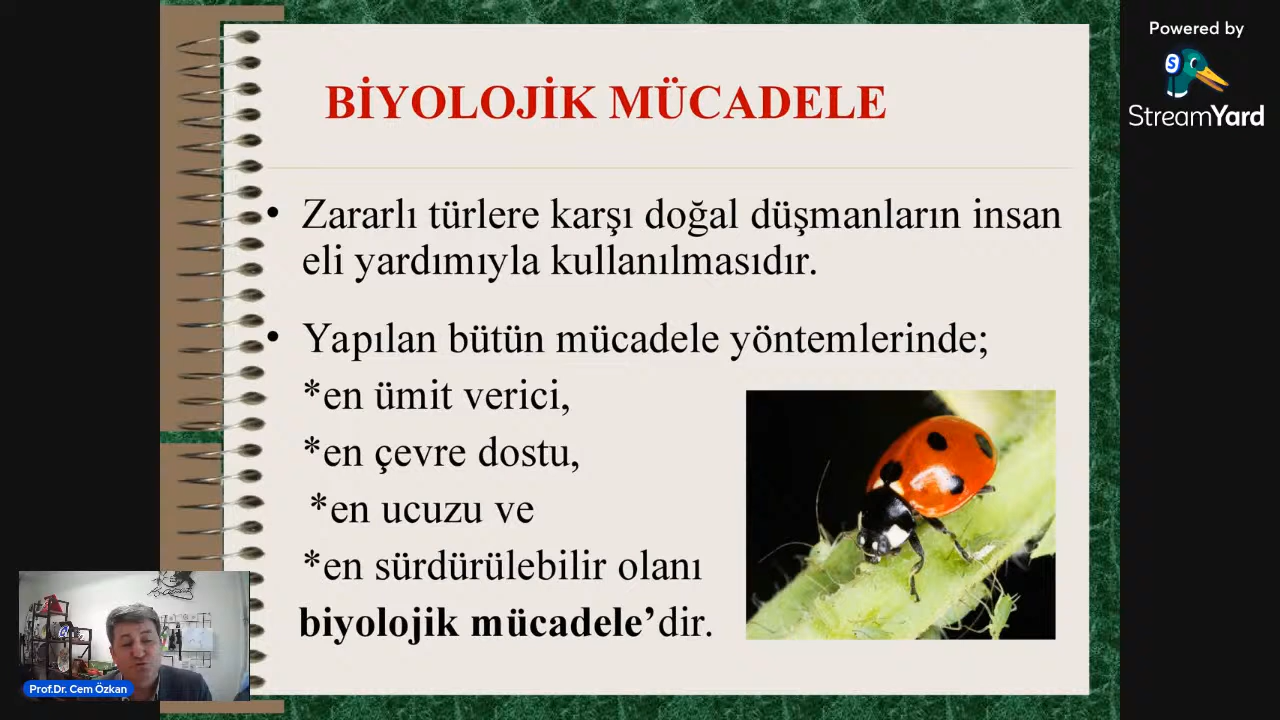 Powered by
StreamYard
BİYOLOJİK MÜCADELE
• Zararlı türlere karşı doğal düşmanların insan
eli yardımıyla kullanılmasıdır.
• Yapılan bütün mücadele yöntemlerinde;
*en ümit verici,
*en çevre dostu,
*en ucuzu ve
*en sürdürülebilir olanı
biyolojik mücadele’dir.
Prof.Dr. Cem Özkan